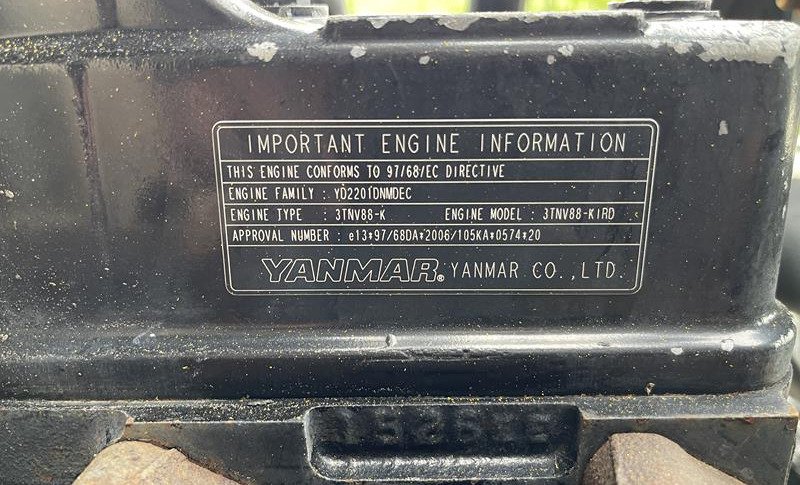 IMPORTANT ENGINE INFORMATION
THIS ENGINE CONFORMS TO 97/68/EC DIRECTIVE
ENGINE FAMILY : YD2201DNMDEC
ENGINE TYPE : 3TNV88-K ENGINE MODEL : 3TNV88-KIRD
APPROVAL NUMBER : e13*97/68DA*2006/105KA*0574*20
YANMAR® YANMAR CO.,LTD.